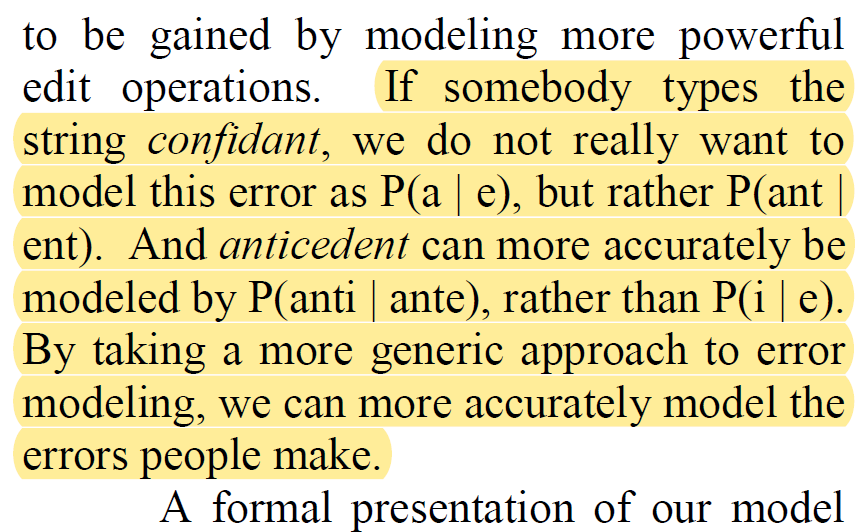 to be gained by modeling more powerful
edit operations. If somebody types the
string confidant, we do not really want to
model this error as P(a | e), but rather P(ant |
ent). And anticedent can more accurately be
modeled by P(anti | ante), rather than P(i | e).
By taking a more generic approach to error
modeling, we can more accurately model the
errors people make.
A formal presentation of our model